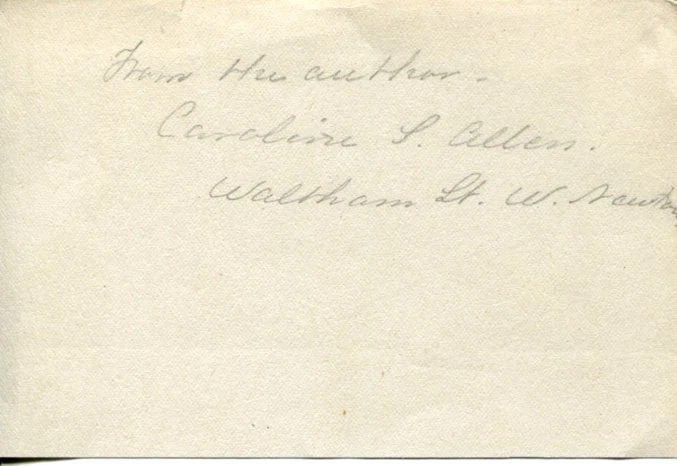 From the author.
Caroline S. Allen.
Waltham St. W. Newton